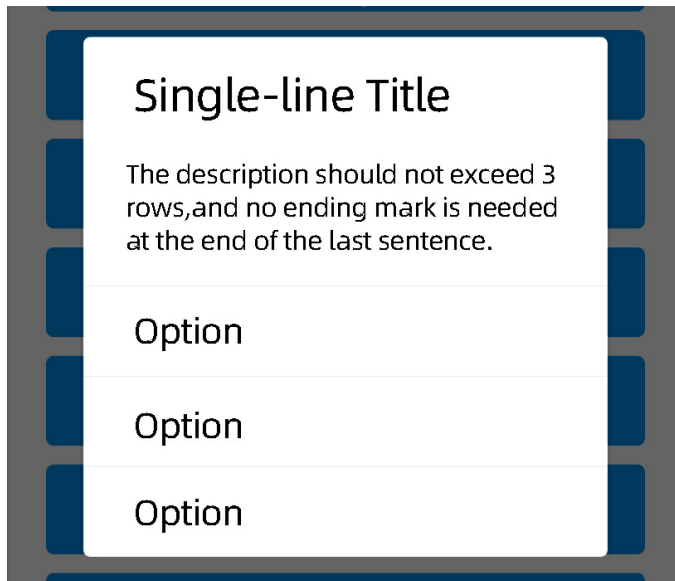 Single-line Title
The description should not exceed 3
rows,and no ending mark is needed
at the end of the last sentence.
Option
Option
Option